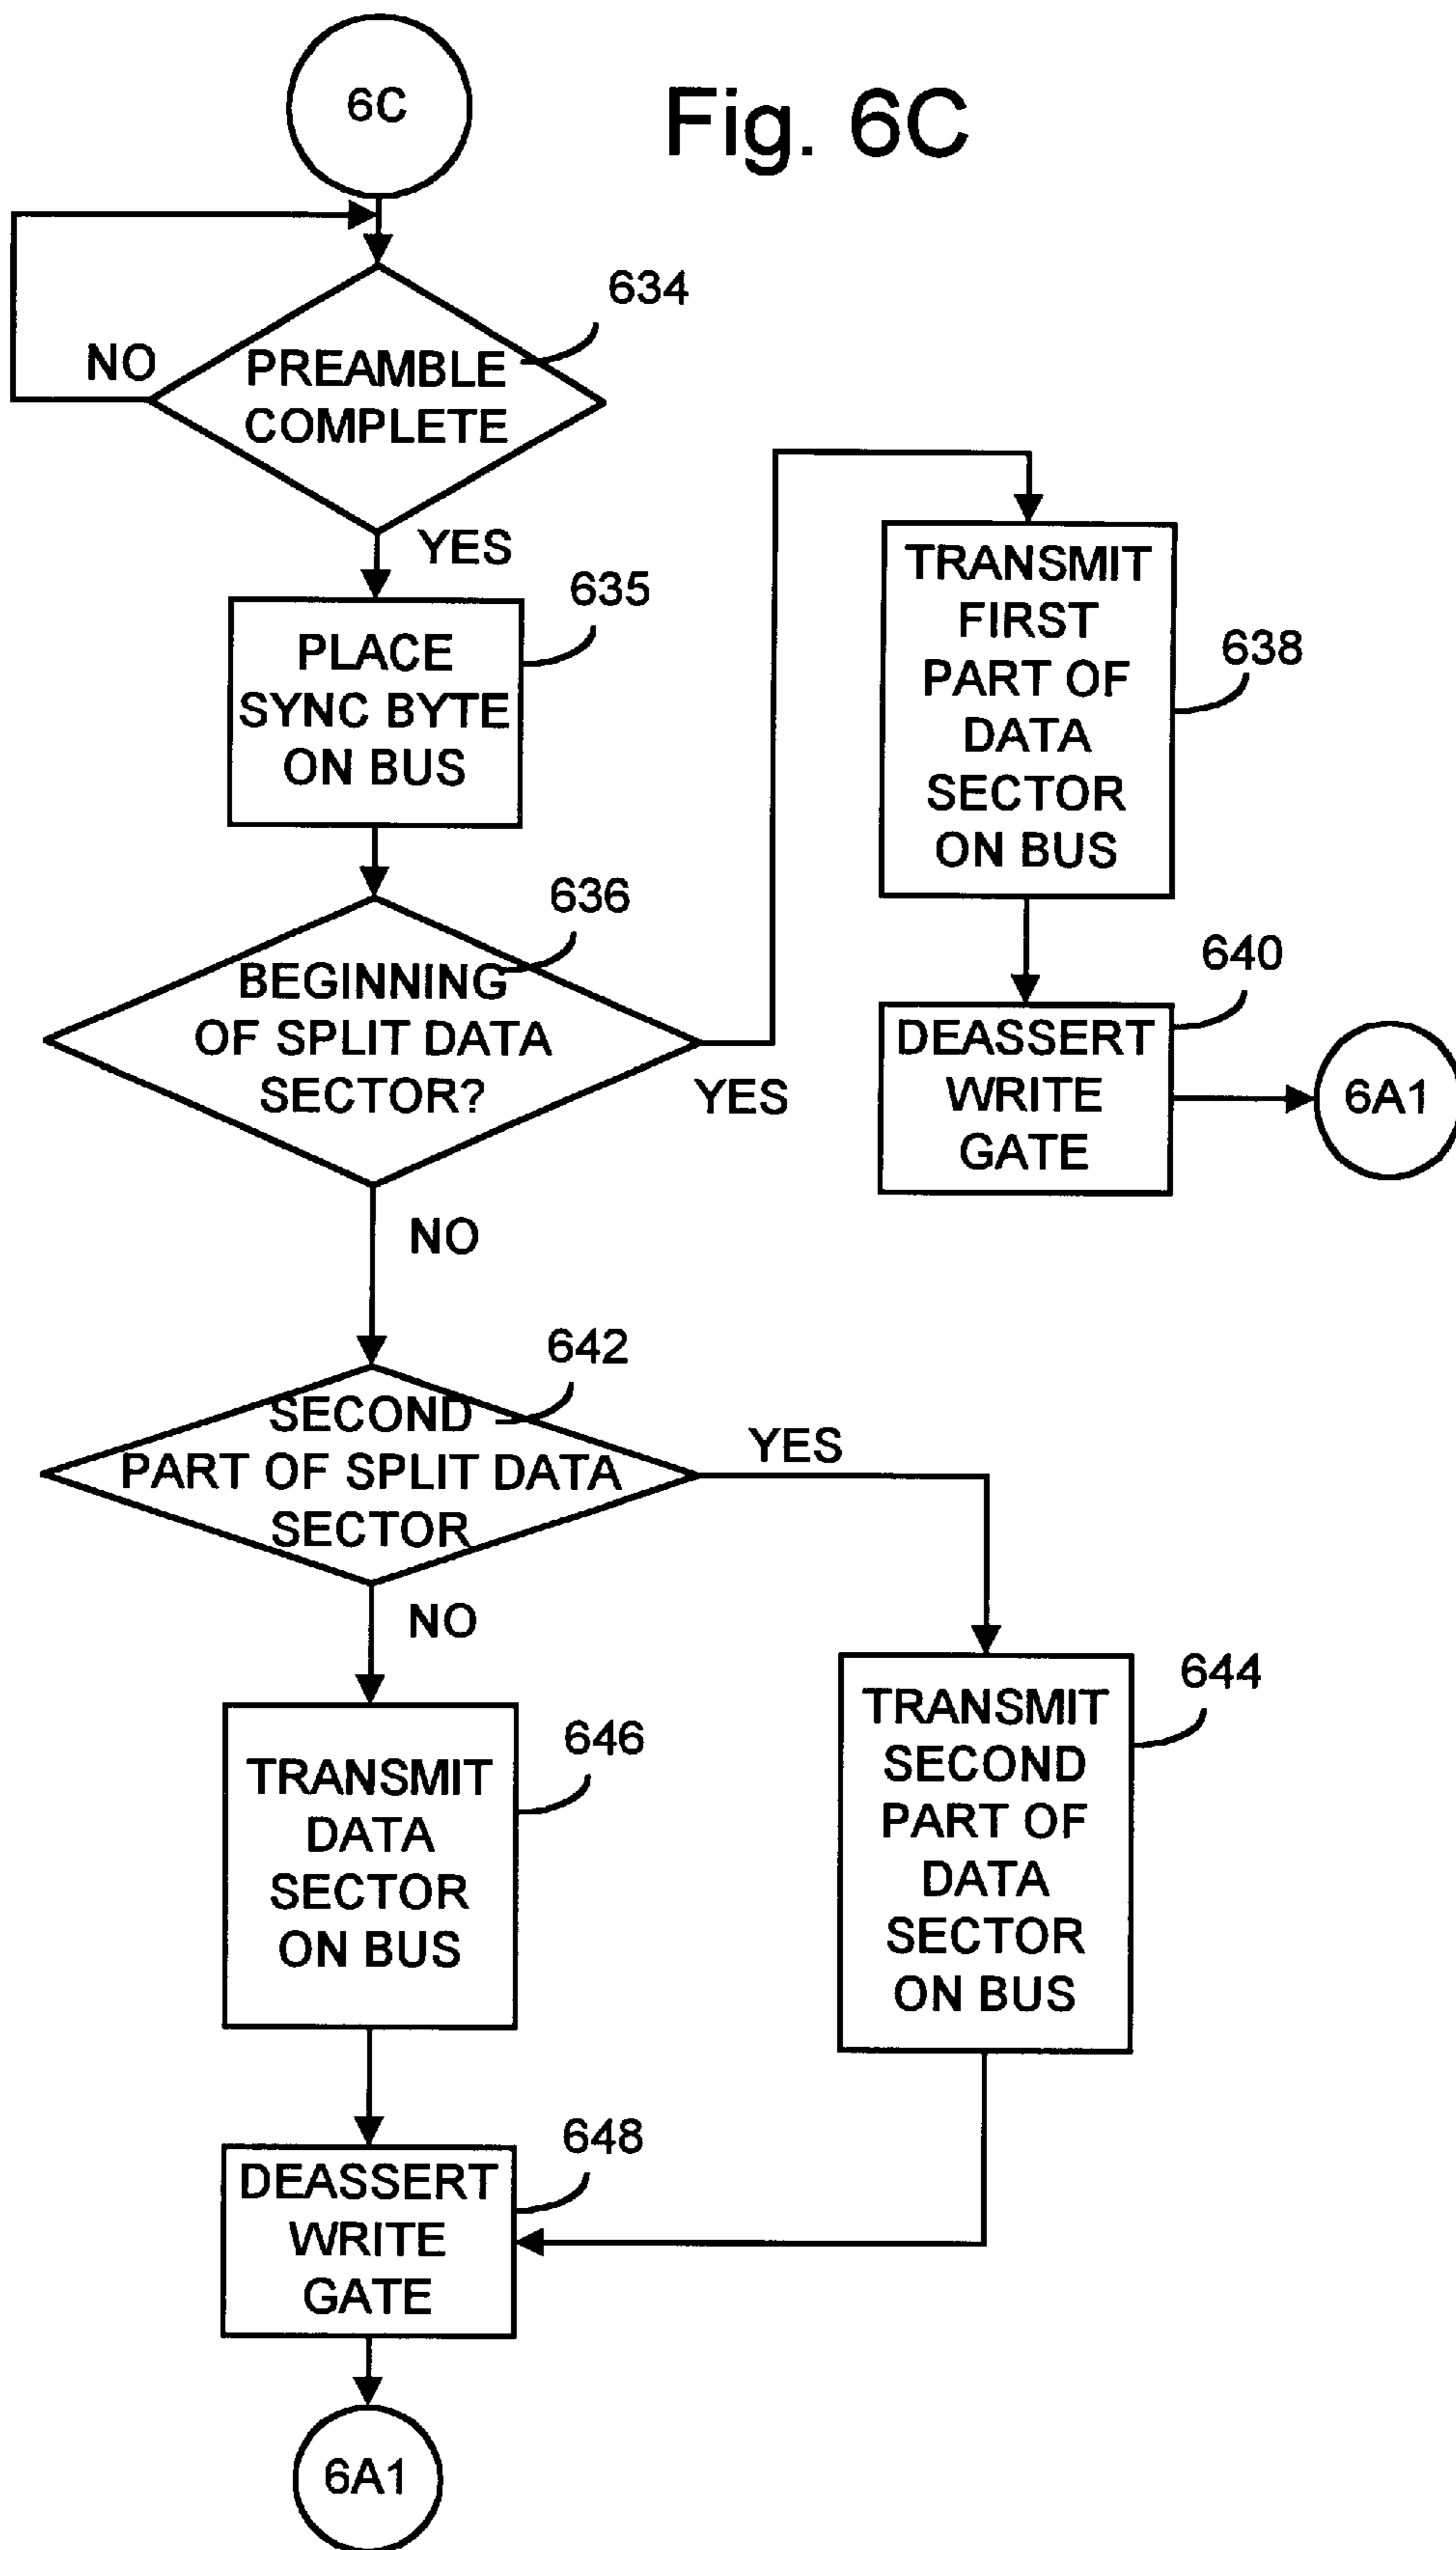 6C
Fig. 6C
634
NO
PREAMBLE
COMPLETE
YES
635
PLACE
SYNC BYTE
ON BUS
636
BEGINNING
OF SPLIT DATA
SECTOR?
YES
NO
TRANSMIT
FIRST
PART OF
DATA
SECTOR
ON BUS
638
640
DEASSERT
WRITE
GATE
6A1
642
SECOND
PART OF SPLIT DATA
SECTOR
YES
NO
644
TRANSMIT
SECOND
PART OF
DATA
SECTOR
ON BUS
646
TRANSMIT
DATA
SECTOR
ON BUS
648
DEASSERT
WRITE
GATE
6A1